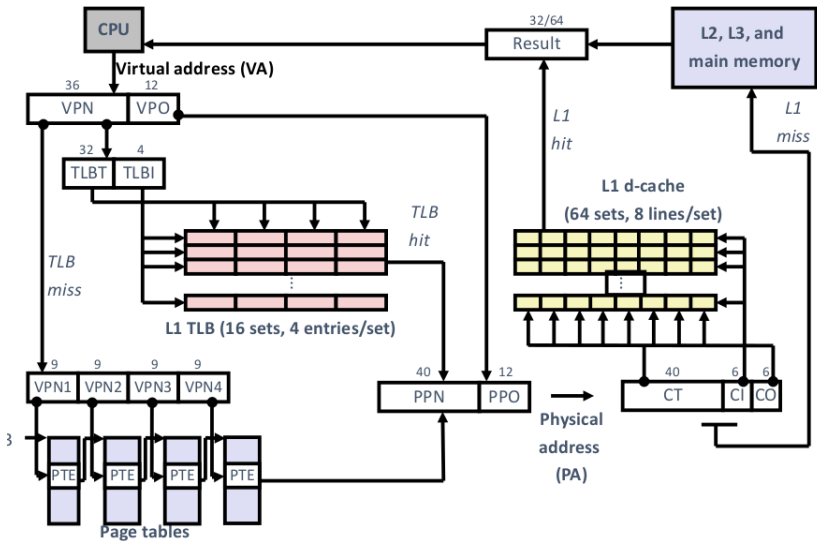 32/64
CPU
Result
L2, L3, and
main memory
Virtual address (VA)
36
12
VPN
VPO
L1
hit
L1
miss
32
4
TLBT
TLBI
L1 d-cache
(64 sets, 8 lines/set)
TLB
hit
TLB
miss
...
...
L1 TLB (16 sets, 4 entries/set)
9
9
9
9
VPN1
VPN2
VPN3
VPN4
40
12
PPN
PPO
40
6
6
CT
CI
CO
Physical
address
(PA)
PTE
PTE
PTE
PTE
Page tables